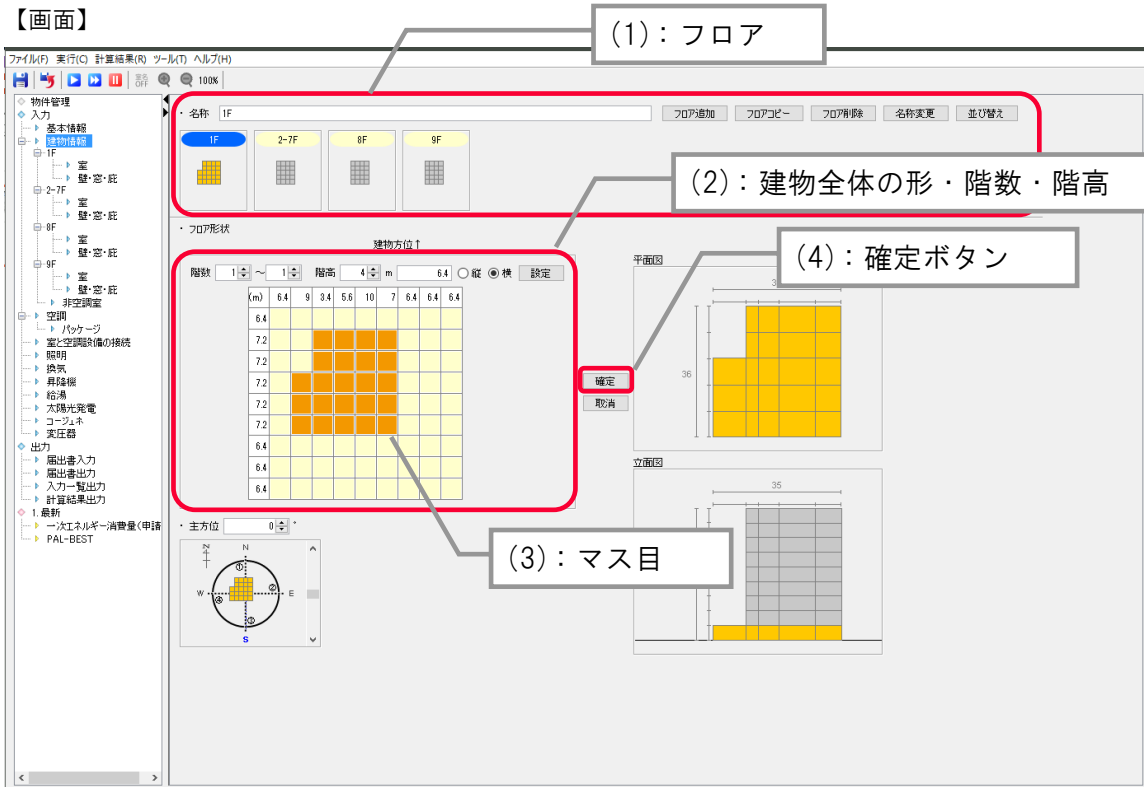 【画面】
(1)：フロア
ファイル(F) 実行(C) 計算結果(R) ツール(T) ヘルプ(H)
室名 OFF 100%
物件管理
入力
基本情報
建物情報
1F
室
壁・窓・庇
2-7F
室
壁・窓・庇
8F
室
壁・窓・庇
9F
室
壁・窓・庇
非空調室
空調
パッケージ
室と空調設備の接続
照明
換気
昇降機
給湯
太陽光発電
コージェネ
変圧器
出力
届出書入力
届出書出力
入力一覧出力
計算結果出力
1.最新
一次エネルギー消費量(申請
PAL-BEST
・名称 1F フロア追加 フロアコピー フロア削除 名称変更 並び替え
1F 2-7F 8F 9F
(2)：建物全体の形・階数・階高
・フロア形状
建物方位↑
(4)：確定ボタン
階数 1 ～ 1 階高 4 m 6.4 縦 横 設定
(m) 6.4 9 3.4 5.6 10 7 6.4 6.4 6.4
6.4
7.2
7.2
7.2
7.2
7.2
6.4
6.4
6.4
確定
取消
平面図
36
立面図
35
(3)：マス目
・主方位 0 °
N
N
W E
S
① ② ③ ④